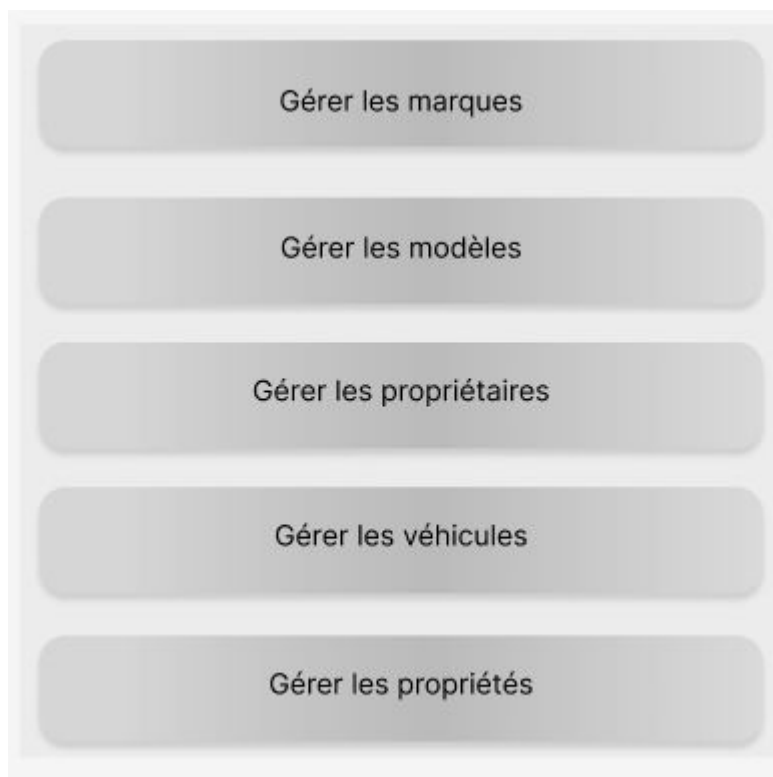 Gérer les marques
Gérer les modèles
Gérer les propriétaires
Gérer les véhicules
Gérer les propriétés